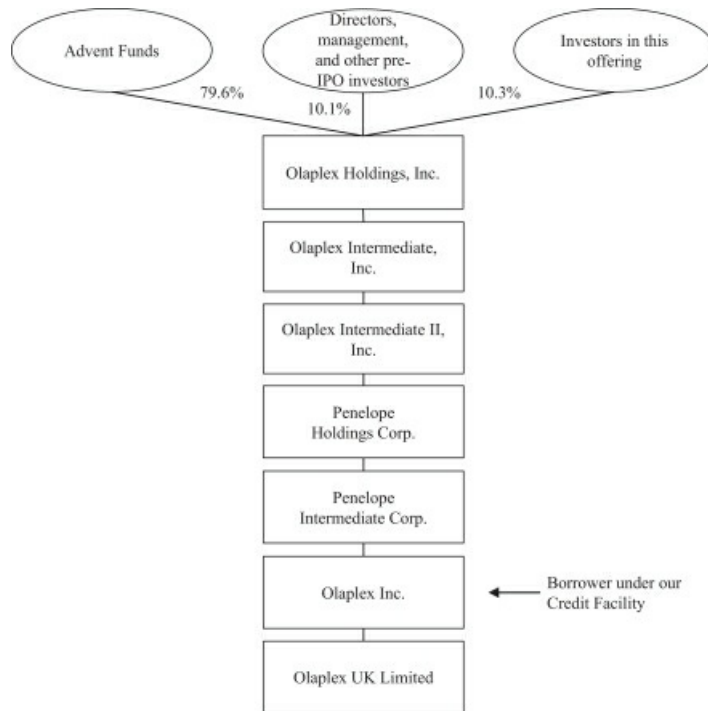 Advent Funds
Directors,
management,
and other pre-
IPO investors
Investors in this
offering
79.6%
10.1%
10.3%
Olaplex Holdings, Inc.
Olaplex Intermediate,
Inc.
Olaplex Intermediate II,
Inc.
Penelope
Holdings Corp.
Penelope
Intermediate Corp.
Olaplex Inc.
Borrower under our
Credit Facility
Olaplex UK Limited